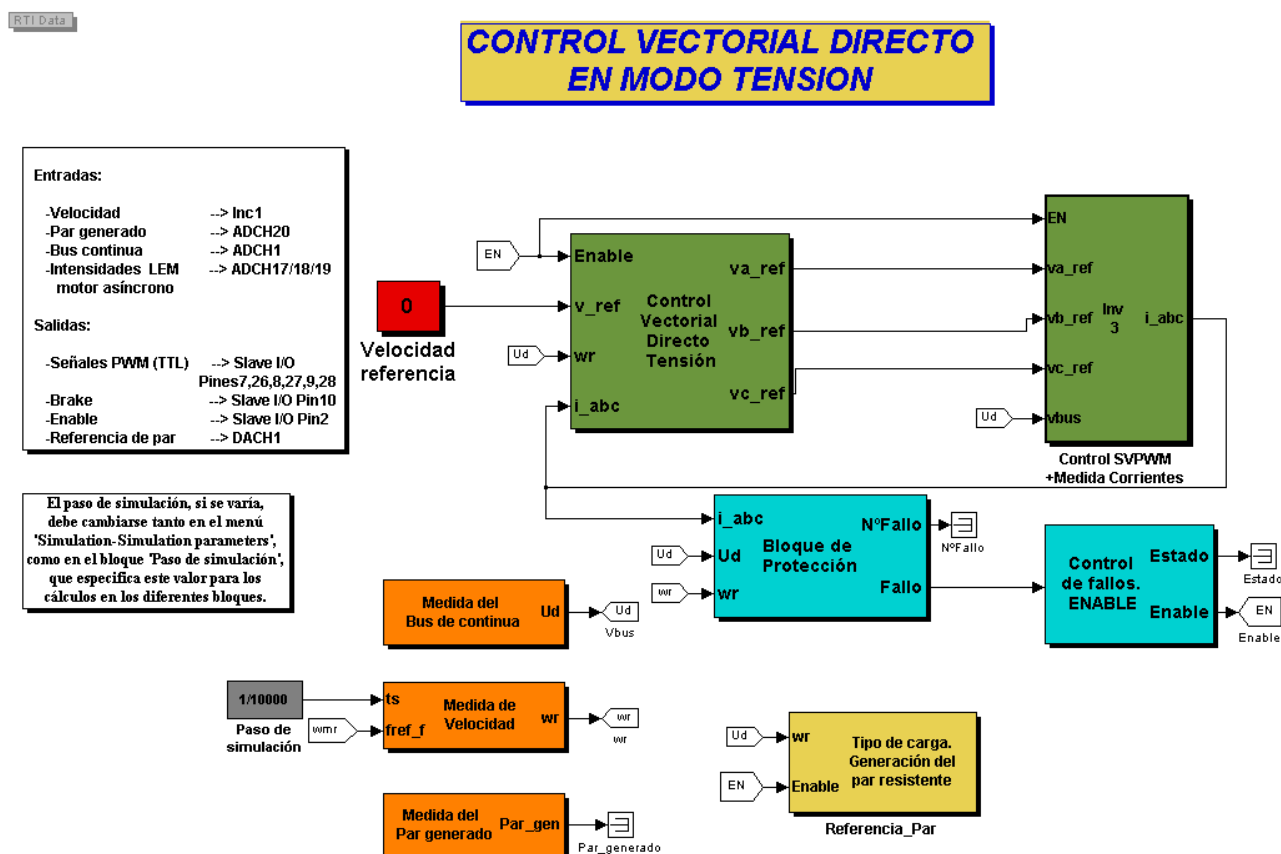 RTI Data
CONTROL VECTORIAL DIRECTO
EN MODO TENSION
Entradas:
-Velocidad --> Inc1
-Par generado --> ADCH20
-Bus continua --> ADCH1
-Intensidades LEM --> ADCH17/18/19
motor asíncrono
Salidas:
-Señales PWM (TTL) --> Slave I/O
Pines7,26,8,27,9,28
-Brake --> Slave I/O Pin10
-Enable --> Slave I/O Pin2
-Referencia de par --> DACH1
El paso de simulación, si se varía,
debe cambiarse tanto en el menú
'Simulation-Simulation parameters',
como en el bloque 'Paso de simulación',
que especifica este valor para los
cálculos en los diferentes bloques.
0
Velocidad
referencia
EN
Ud
Enable
v_ref
wr
i_abc
Control
Vectorial
Directo
Tensión
va_ref
vb_ref
vc_ref
EN
va_ref
vb_ref
vc_ref
vbus
Inv
3
i_abc
Ud
Control SVPWM
+Medida Corrientes
Ud
wr
i_abc
Ud
wr
Bloque de
Protección
NºFallo
Fallo
NºFallo
Control
de fallos.
ENABLE
Estado
Enable
Estado
EN
Enable
Medida del
Bus de continua
Ud
Ud
Vbus
1/10000
Paso de
simulación
wmr
ts
fref_f
Medida de
Velocidad
wr
wr
wr
Medida del
Par generado
Par_gen
Par_generado
Ud
EN
wr
Enable
Tipo de carga.
Generación del
par resistente
Referencia_Par